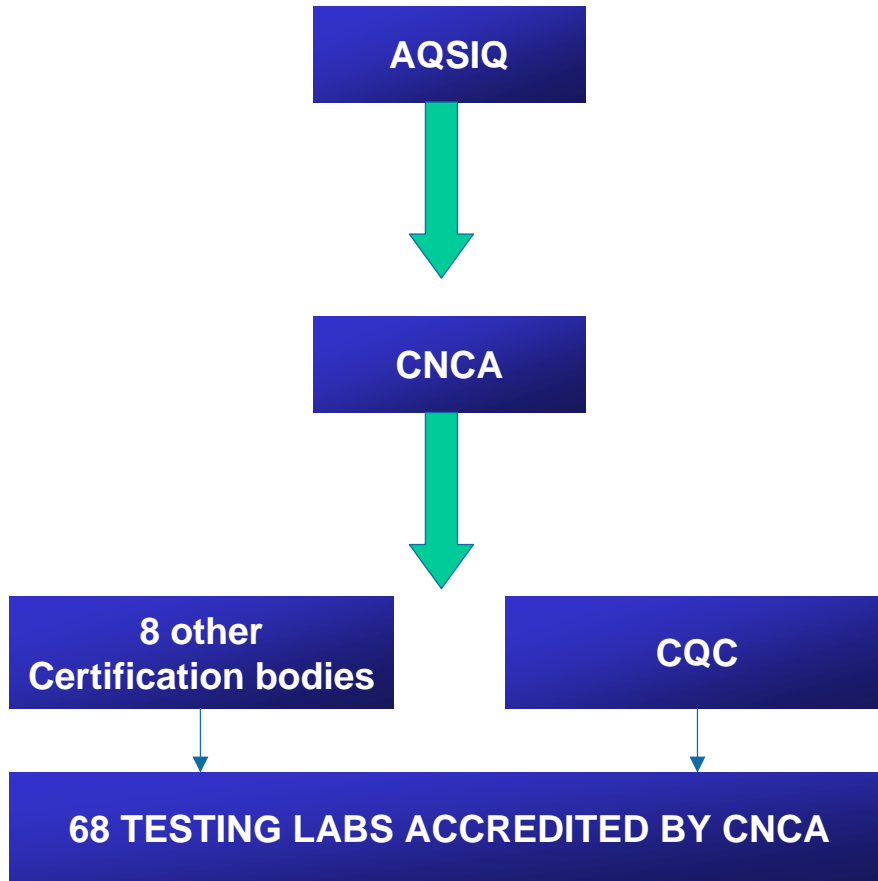 AQSIQ
CNCA
8 other
Certification bodies
CQC
68 TESTING LABS ACCREDITED BY CNCA